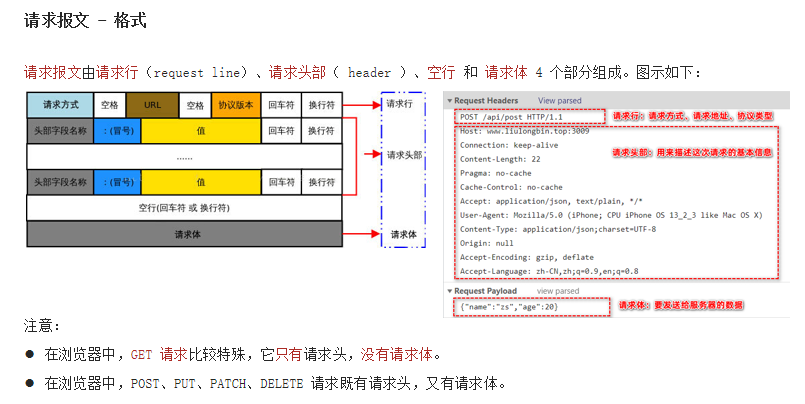 请求报文 - 格式
请求报文由请求行（request line）、请求头部（ header ）、空行 和 请求体 4 个部分组成。图示如下：
请求方式 空格 URL 空格 协议版本 回车符 换行符 请求行
头部字段名称 ：(冒号) 值 回车符 换行符
…… 请求头部
头部字段名称 ：(冒号) 值 回车符 换行符
空行(回车符 或 换行符)
请求体 请求体
Request Headers View parsed
POST /api/post HTTP/1.1 请求行：请求方式、请求地址、协议类型
Host: www.liulongbin.top:3009
Connection: keep-alive
Content-Length: 22 请求头部：用来描述这次请求的基本信息
Pragma: no-cache
Cache-Control: no-cache
Accept: application/json, text/plain, */*
User-Agent: Mozilla/5.0 (iPhone; CPU iPhone OS 13_2_3 like Mac OS X)
Content-Type: application/json;charset=UTF-8
Origin: null
Accept-Encoding: gzip, deflate
Accept-Language: zh-CN,zh;q=0.9,en;q=0.8
Request Payload view parsed
{"name":"zs","age":20} 请求体：要发送给服务器的数据
注意：
● 在浏览器中，GET 请求比较特殊，它只有请求头，没有请求体。
● 在浏览器中，POST、PUT、PATCH、DELETE 请求既有请求头，又有请求体。